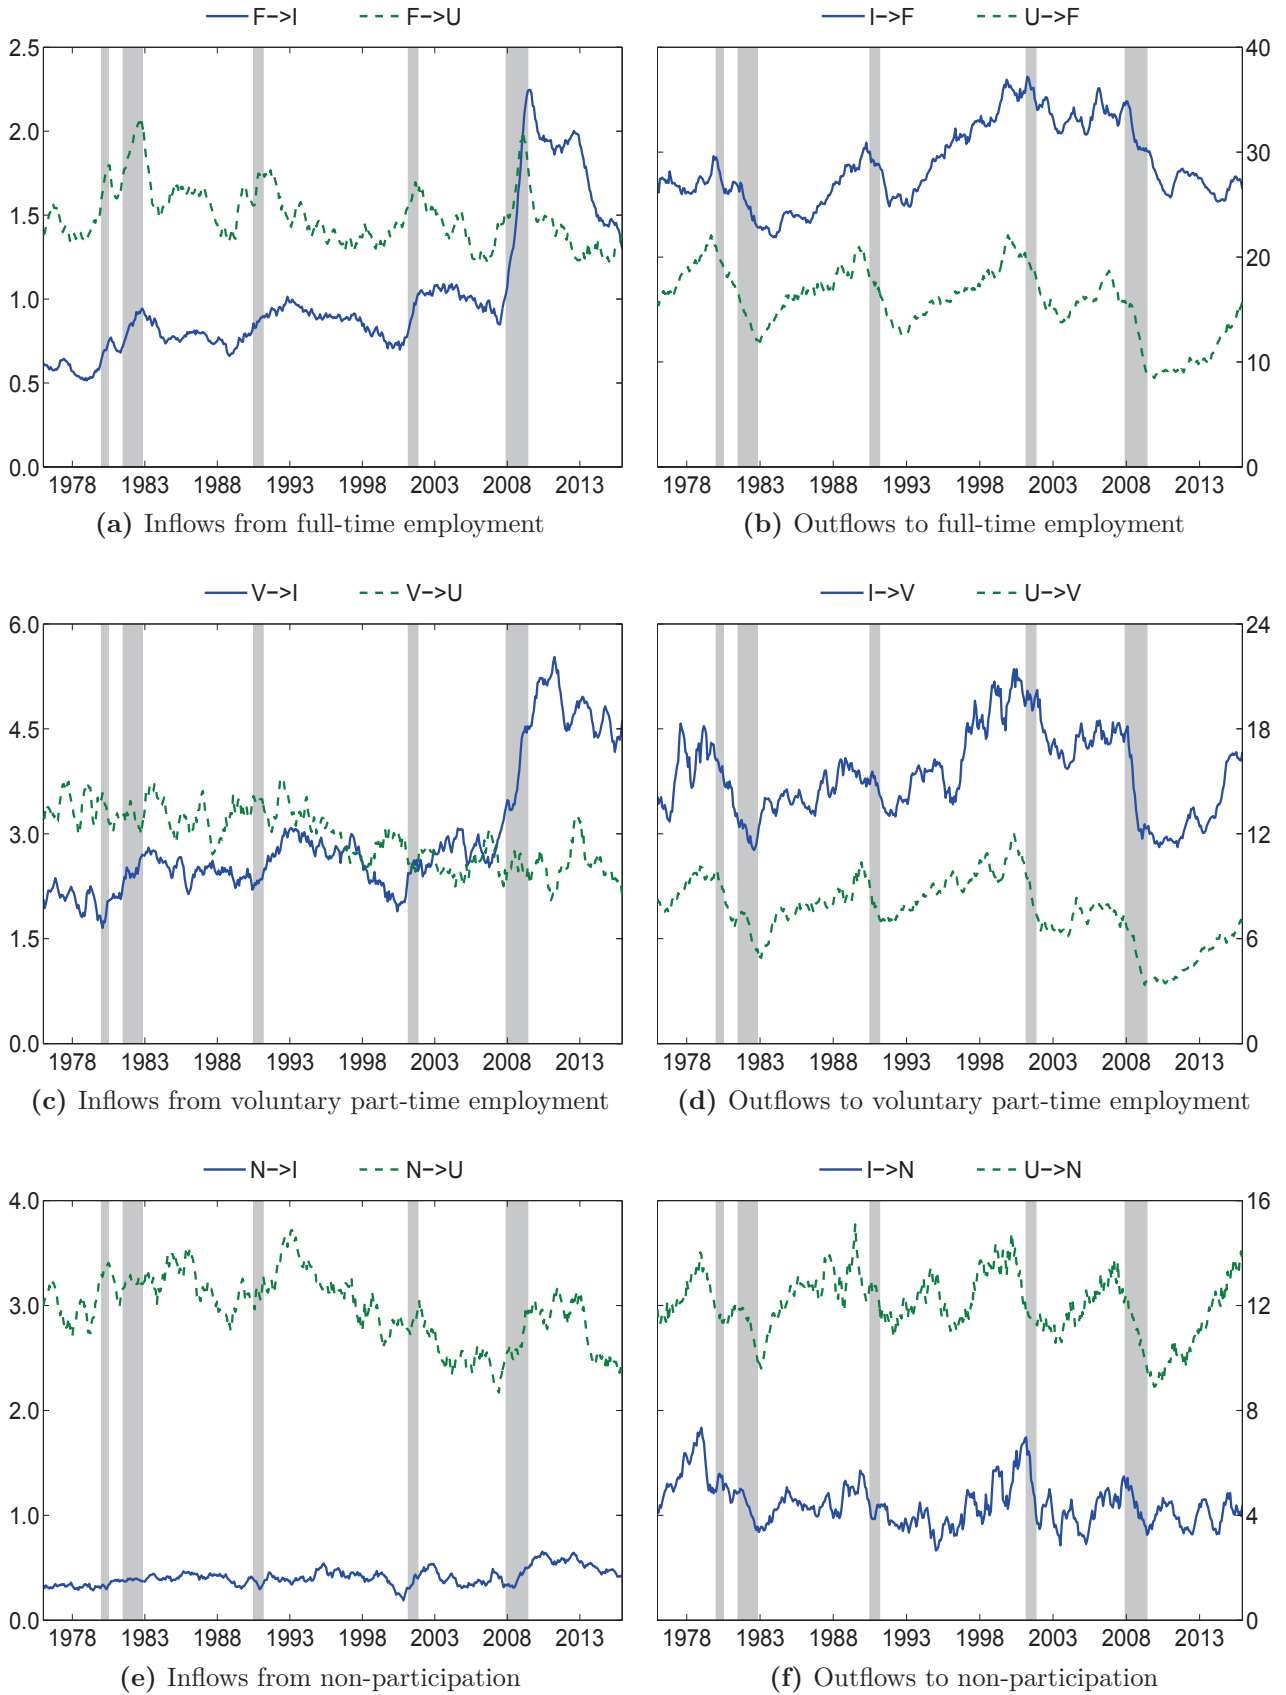 F−>I F−>U I−>F U−>F
2.5
2.0
1.5
1.0
0.5
0.0
40
30
20
10
0
1978 1983 1988 1993 1998 2003 2008 2013
1978 1983 1988 1993 1998 2003 2008 2013
(a) Inflows from full-time employment
(b) Outflows to full-time employment
V−>I V−>U I−>V U−>V
6.0
4.5
3.0
1.5
0.0
24
18
12
6
0
1978 1983 1988 1993 1998 2003 2008 2013
1978 1983 1988 1993 1998 2003 2008 2013
(c) Inflows from voluntary part-time employment
(d) Outflows to voluntary part-time employment
N−>I N−>U I−>N U−>N
4.0
3.0
2.0
1.0
0.0
16
12
8
4
0
1978 1983 1988 1993 1998 2003 2008 2013
1978 1983 1988 1993 1998 2003 2008 2013
(e) Inflows from non-participation
(f) Outflows to non-participation